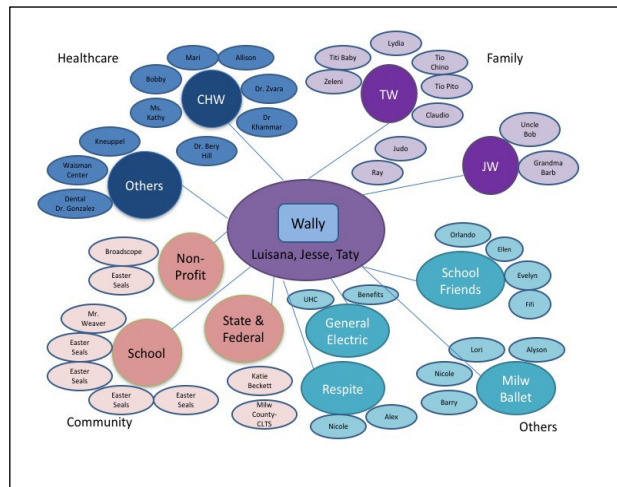 Healthcare
Family
Mari
Allison
Bobby
CHW
Dr. Zvara
Ms.
Kathy
Dr
Khammar
Dr. Bery
Hill
Kneuppel
Waisman
Center
Others
Dental
Dr. Gonzalez
Lydia
Titi Baby
Tio
Chino
Zeleni
TW
Tio Pito
Claudio
Judo
Ray
Uncle
Bob
JW
Grandma
Barb
Wally
Luisana, Jesse, Taty
Broadscope
Easter
Seals
Non-
Profit
Mr.
Weaver
Easter
Seals
Easter
Seals
School
Easter
Seals
Easter
Seals
Community
State &
Federal
Katie
Beckett
Milw
County-
CLTS
UHC
Benefits
General
Electric
Respite
Nicole
Alex
Orlando
Ellen
School
Friends
Evelyn
Fifi
Lori
Alyson
Nicole
Milw
Ballet
Barry
Others